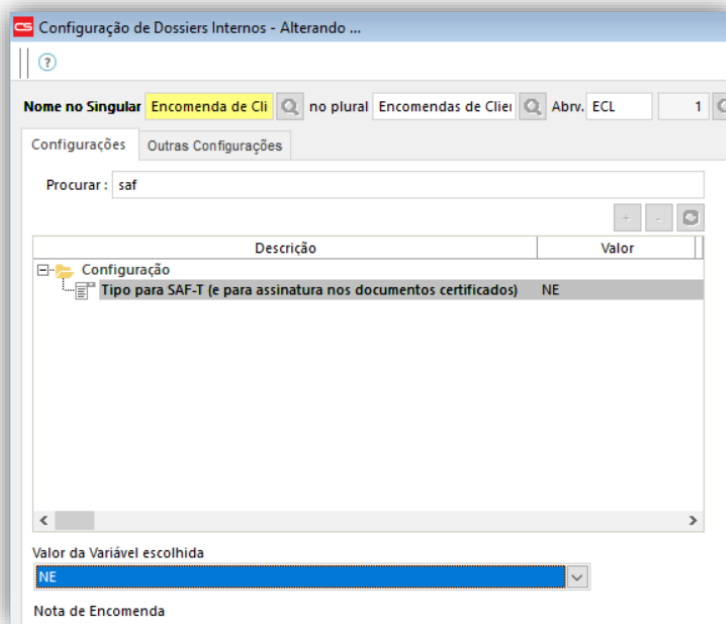 CS Configuração de Dossiers Internos - Alterando ...
?
Nome no Singular Encomenda de Cli no plural Encomendas de Clie Abrv. ECL 1
Configurações Outras Configurações
Procurar : saf
+ -
Descrição Valor
Configuração
Tipo para SAF-T (e para assinatura nos documentos certificados) NE
Valor da Variável escolhida
NE
Nota de Encomenda